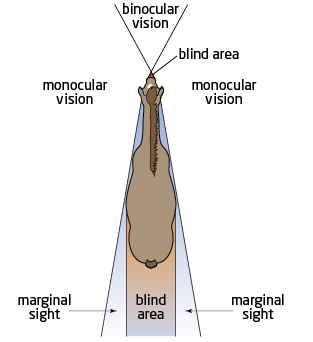 binocular
vision
blind area
monocular
vision
monocular
vision
marginal
sight
blind
area
marginal
sight